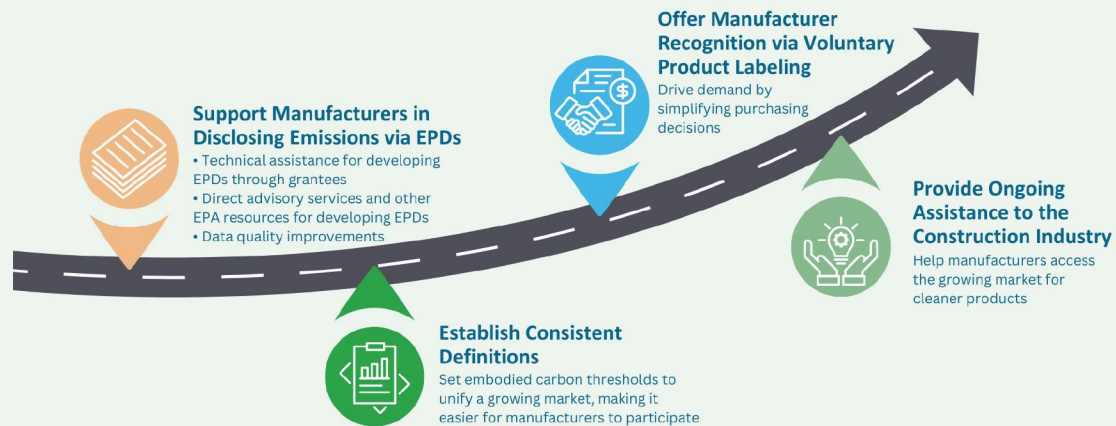 Support Manufacturers in
Disclosing Emissions via EPDs
• Technical assistance for developing
EPDs through grantees
• Direct advisory services and other
EPA resources for developing EPDs
• Data quality improvements
Establish Consistent
Definitions
Set embodied carbon thresholds to
unify a growing market, making it
easier for manufacturers to participate
Offer Manufacturer
Recognition via Voluntary
Product Labeling
Drive demand by
simplifying purchasing
decisions
$
Provide Ongoing
Assistance to the
Construction Industry
Help manufacturers access
the growing market for
cleaner products